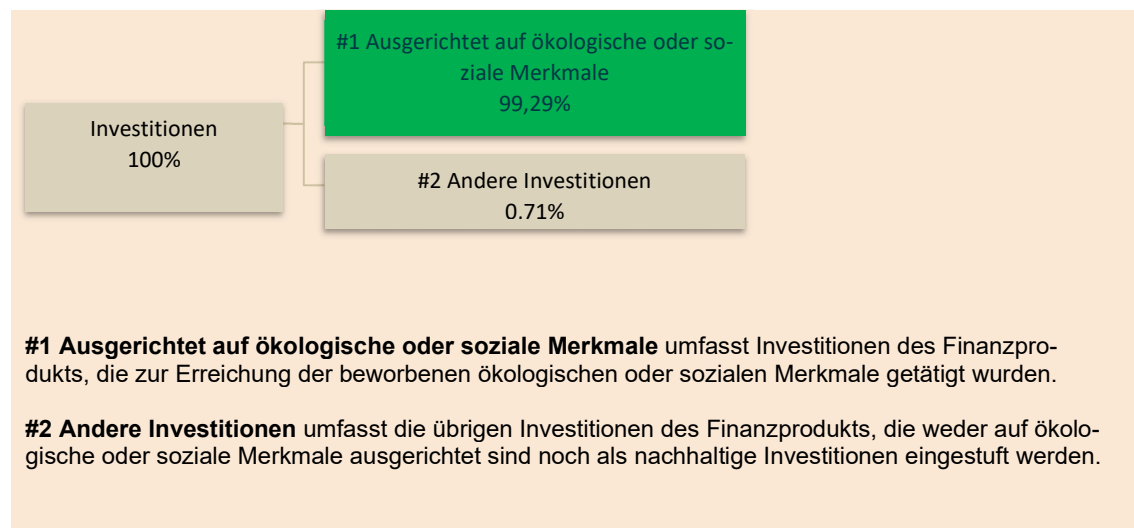 #1 Ausgerichtet auf ökologische oder so-
ziale Merkmale
99,29%
Investitionen
100%
#2 Andere Investitionen
0.71%
#1 Ausgerichtet auf ökologische oder soziale Merkmale umfasst Investitionen des Finanzpro-
dukts, die zur Erreichung der beworbenen ökologischen oder sozialen Merkmale getätigt wurden.
#2 Andere Investitionen umfasst die übrigen Investitionen des Finanzprodukts, die weder auf ökolo-
gische oder soziale Merkmale ausgerichtet sind noch als nachhaltige Investitionen eingestuft werden.